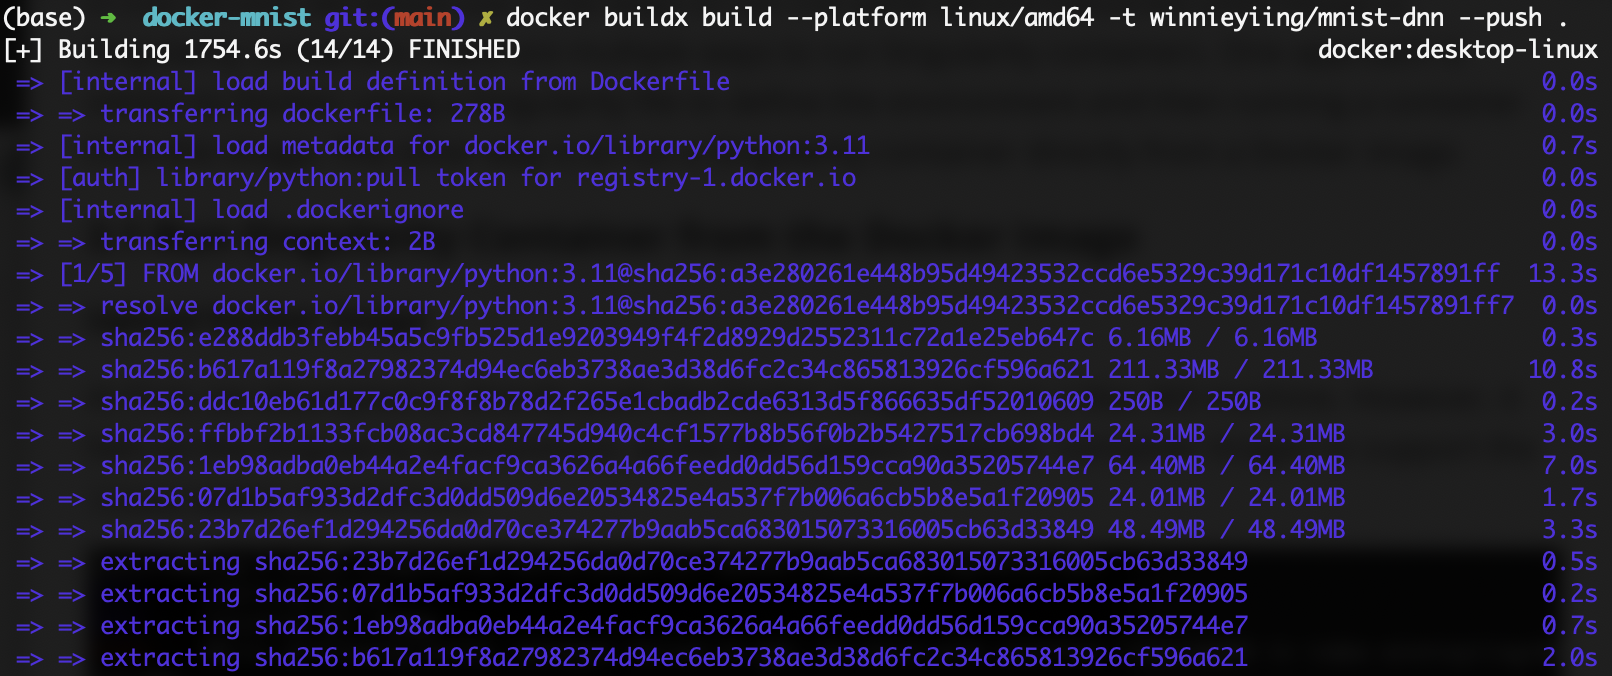 (base) ➜  docker-mnist git:(main) ✗ docker buildx build --platform linux/amd64 -t winnieyiing/mnist-dnn --push .
[+] Building 1754.6s (14/14) FINISHED docker:desktop-linux
=> [internal] load build definition from Dockerfile 0.0s
=> => transferring dockerfile: 278B 0.0s
=> [internal] load metadata for docker.io/library/python:3.11 0.7s
=> [auth] library/python:pull token for registry-1.docker.io 0.0s
=> [internal] load .dockerignore 0.0s
=> => transferring context: 2B 0.0s
=> [1/5] FROM docker.io/library/python:3.11@sha256:a3e280261e448b95d49423532ccd6e5329c39d171c10df1457891ff 13.3s
=> => resolve docker.io/library/python:3.11@sha256:a3e280261e448b95d49423532ccd6e5329c39d171c10df1457891ff7 0.0s
=> => sha256:e288ddb3febb45a5c9fb525d1e9203949f4f2d8929d2552311c72a1e25eb647c 6.16MB / 6.16MB 0.3s
=> => sha256:b617a119f8a27982374d94ec6eb3738ae3d38d6fc2c34c865813926cf596a621 211.33MB / 211.33MB 10.8s
=> => sha256:ddc10eb61d177c0c9f8f8b78d2f265e1cbadb2cde6313d5f866635df52010609 250B / 250B 0.2s
=> => sha256:ffbbf2b1133fcb08ac3cd847745d940c4cf1577b8b56f0b2b5427517cb698bd4 24.31MB / 24.31MB 3.0s
=> => sha256:1eb98adba0eb44a2e4facf9ca3626a4a66feedd0dd56d159cca90a35205744e7 64.40MB / 64.40MB 7.0s
=> => sha256:07d1b5af933d2dfc3d0dd509d6e20534825e4a537f7b006a6cb5b8e5a1f20905 24.01MB / 24.01MB 1.7s
=> => sha256:23b7d26ef1d294256da0d70ce374277b9aab5ca683015073316005cb63d33849 48.49MB / 48.49MB 3.3s
=> => extracting sha256:23b7d26ef1d294256da0d70ce374277b9aab5ca683015073316005cb63d33849 0.5s
=> => extracting sha256:07d1b5af933d2dfc3d0dd509d6e20534825e4a537f7b006a6cb5b8e5a1f20905 0.2s
=> => extracting sha256:1eb98adba0eb44a2e4facf9ca3626a4a66feedd0dd56d159cca90a35205744e7 0.7s
=> => extracting sha256:b617a119f8a27982374d94ec6eb3738ae3d38d6fc2c34c865813926cf596a621 2.0s